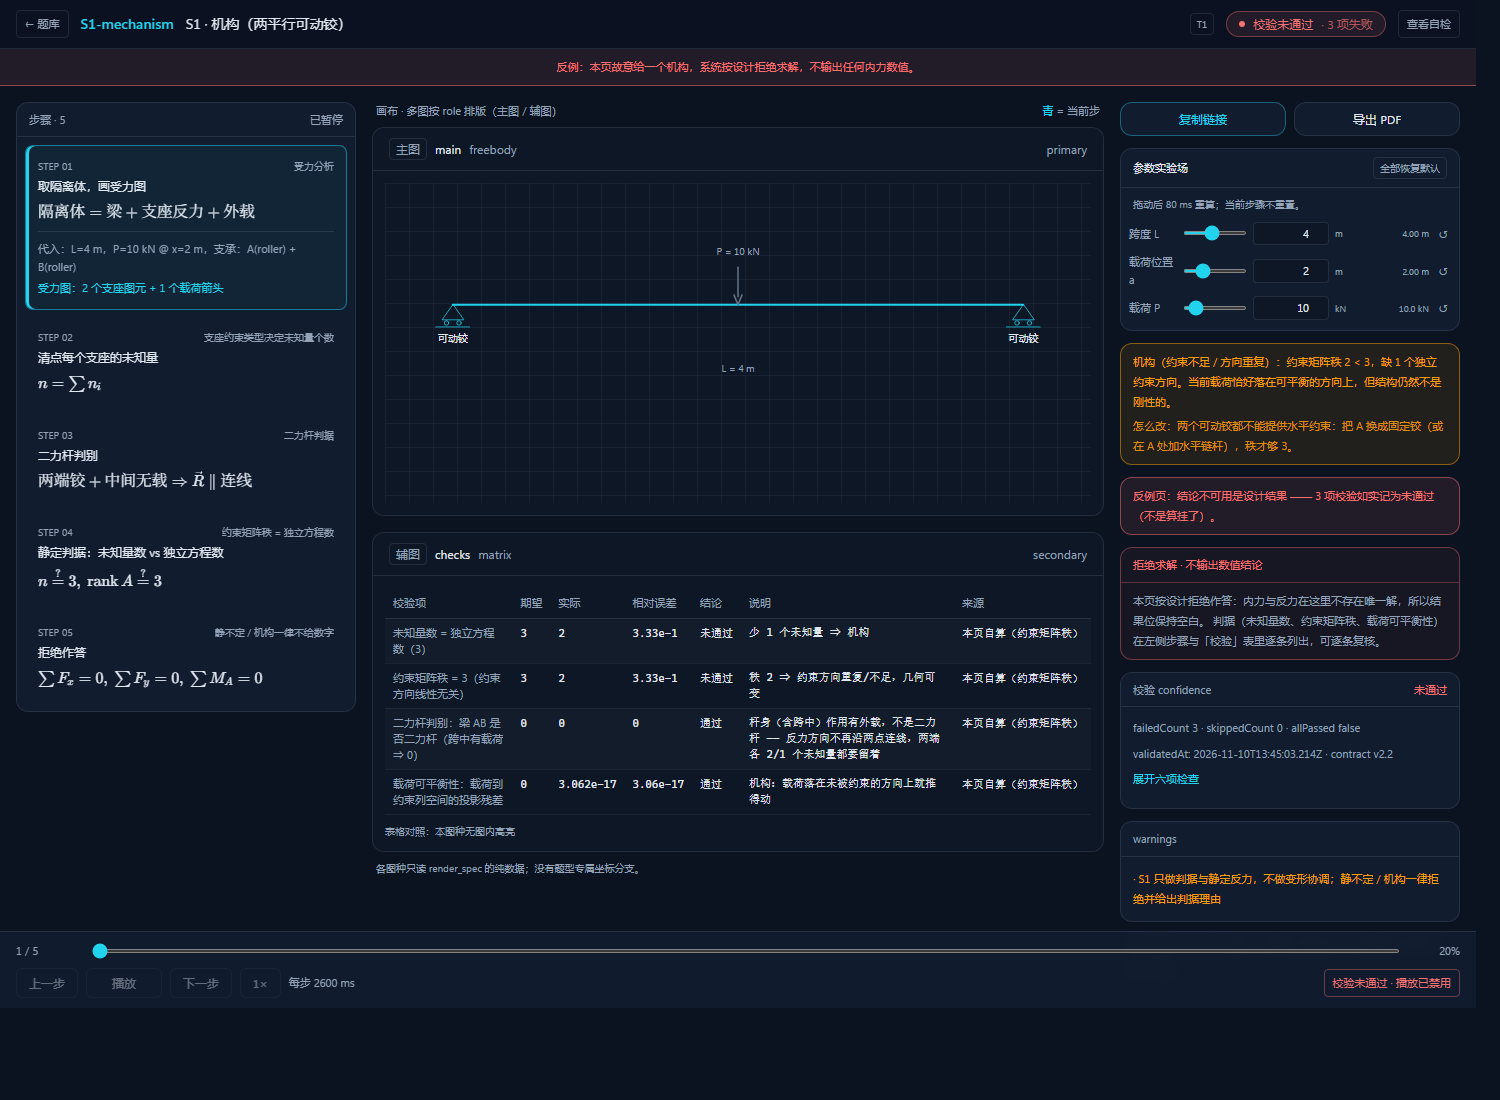 ← 题库 S1-mechanism S1 · 机构（两平行可动铰） T1 校验未通过 · 3 项失败 查看自检
反例：本页故意给一个机构，系统按设计拒绝求解，不输出任何内力数值。
步骤 · 5 已暂停
STEP 01 受力分析
取隔离体，画受力图
隔离体 = 梁 + 支座反力 + 外载
代入：L=4 m，P=10 kN @ x=2 m，支承：A(roller) +
B(roller)
受力图：2 个支座图元 + 1 个载荷箭头
STEP 02 支座约束类型决定未知量个数
清点每个支座的未知量
n = ∑ nᵢ
STEP 03 二力杆判据
二力杆判别
两端铰 + 中间无载 ⇒ R⃗ ∥ 连线
STEP 04 约束矩阵秩 = 独立方程数
静定判据：未知量数 vs 独立方程数
n ≟ 3, rank A ≟ 3
STEP 05 静不定 / 机构一律不给数字
拒绝作答
∑ Fₓ = 0, ∑ F_y = 0, ∑ M_A = 0
画布 · 多图按 role 排版（主图 / 辅图） 青 = 当前步
主图 main freebody primary
P = 10 kN
可动铰 可动铰
L = 4 m
辅图 checks matrix secondary
校验项 期望 实际 相对误差 结论 说明 来源
未知量数 = 独立方程 3 2 3.33e-1 未通过 少 1 个未知量 ⇒ 机构 本页自算（约束矩阵秩）
数（3）
约束矩阵秩 = 3（约束 3 2 3.33e-1 未通过 秩 2 ⇒ 约束方向重复/不足，几何可 本页自算（约束矩阵秩）
方向线性无关） 变
二力杆判别：梁 AB 是 0 0 0 通过 杆身（含跨中）作用有外载，不是二力 本页自算（约束矩阵秩）
否二力杆（跨中有载荷 杆 —— 反力方向不再沿两点连线，两端
⇒ 0） 各 2/1 个未知量都要留着
载荷可平衡性：载荷到 0 3.062e-17 3.06e-17 通过 机构：载荷落在未被约束的方向上就推 本页自算（约束矩阵秩）
约束列空间的投影残差 得动
表格对照：本图种无图内高亮
各图种只读 render_spec 的纯数据；没有题型专属坐标分支。
复制链接 导出 PDF
参数实验场 全部恢复默认
拖动后 80 ms 重算；当前步骤不重置。
跨度 L 4 m 4.00 m ↺
载荷位置 2 m 2.00 m ↺
a
载荷 P 10 kN 10.0 kN ↺
机构（约束不足 / 方向重复）：约束矩阵秩 2 < 3，缺 1 个独立
约束方向。当前载荷恰好落在可平衡的方向上，但结构仍然不是
刚性的。
怎么改：两个可动铰都不能提供水平约束：把 A 换成固定铰（或
在 A 处加水平链杆），秩才够 3。
反例页：结论不可用是设计结果 —— 3 项校验如实记为未通过
（不是算挂了）。
拒绝求解 · 不输出数值结论
本页按设计拒绝作答：内力与反力在这里不存在唯一解，所以结
果位保持空白。 判据（未知量数、约束矩阵秩、载荷可平衡性）
在左侧步骤与「校验」表里逐条列出，可逐条复核。
校验 confidence 未通过
failedCount 3 · skippedCount 0 · allPassed false
validatedAt: 2026-11-10T13:45:03.214Z · contract v2.2
展开六项检查
warnings
· S1 只做判据与静定反力，不做变形协调；静不定 / 机构一律拒
绝并给出判据理由
1 / 5 20%
上一步 播放 下一步 1× 每步 2600 ms 校验未通过 · 播放已禁用